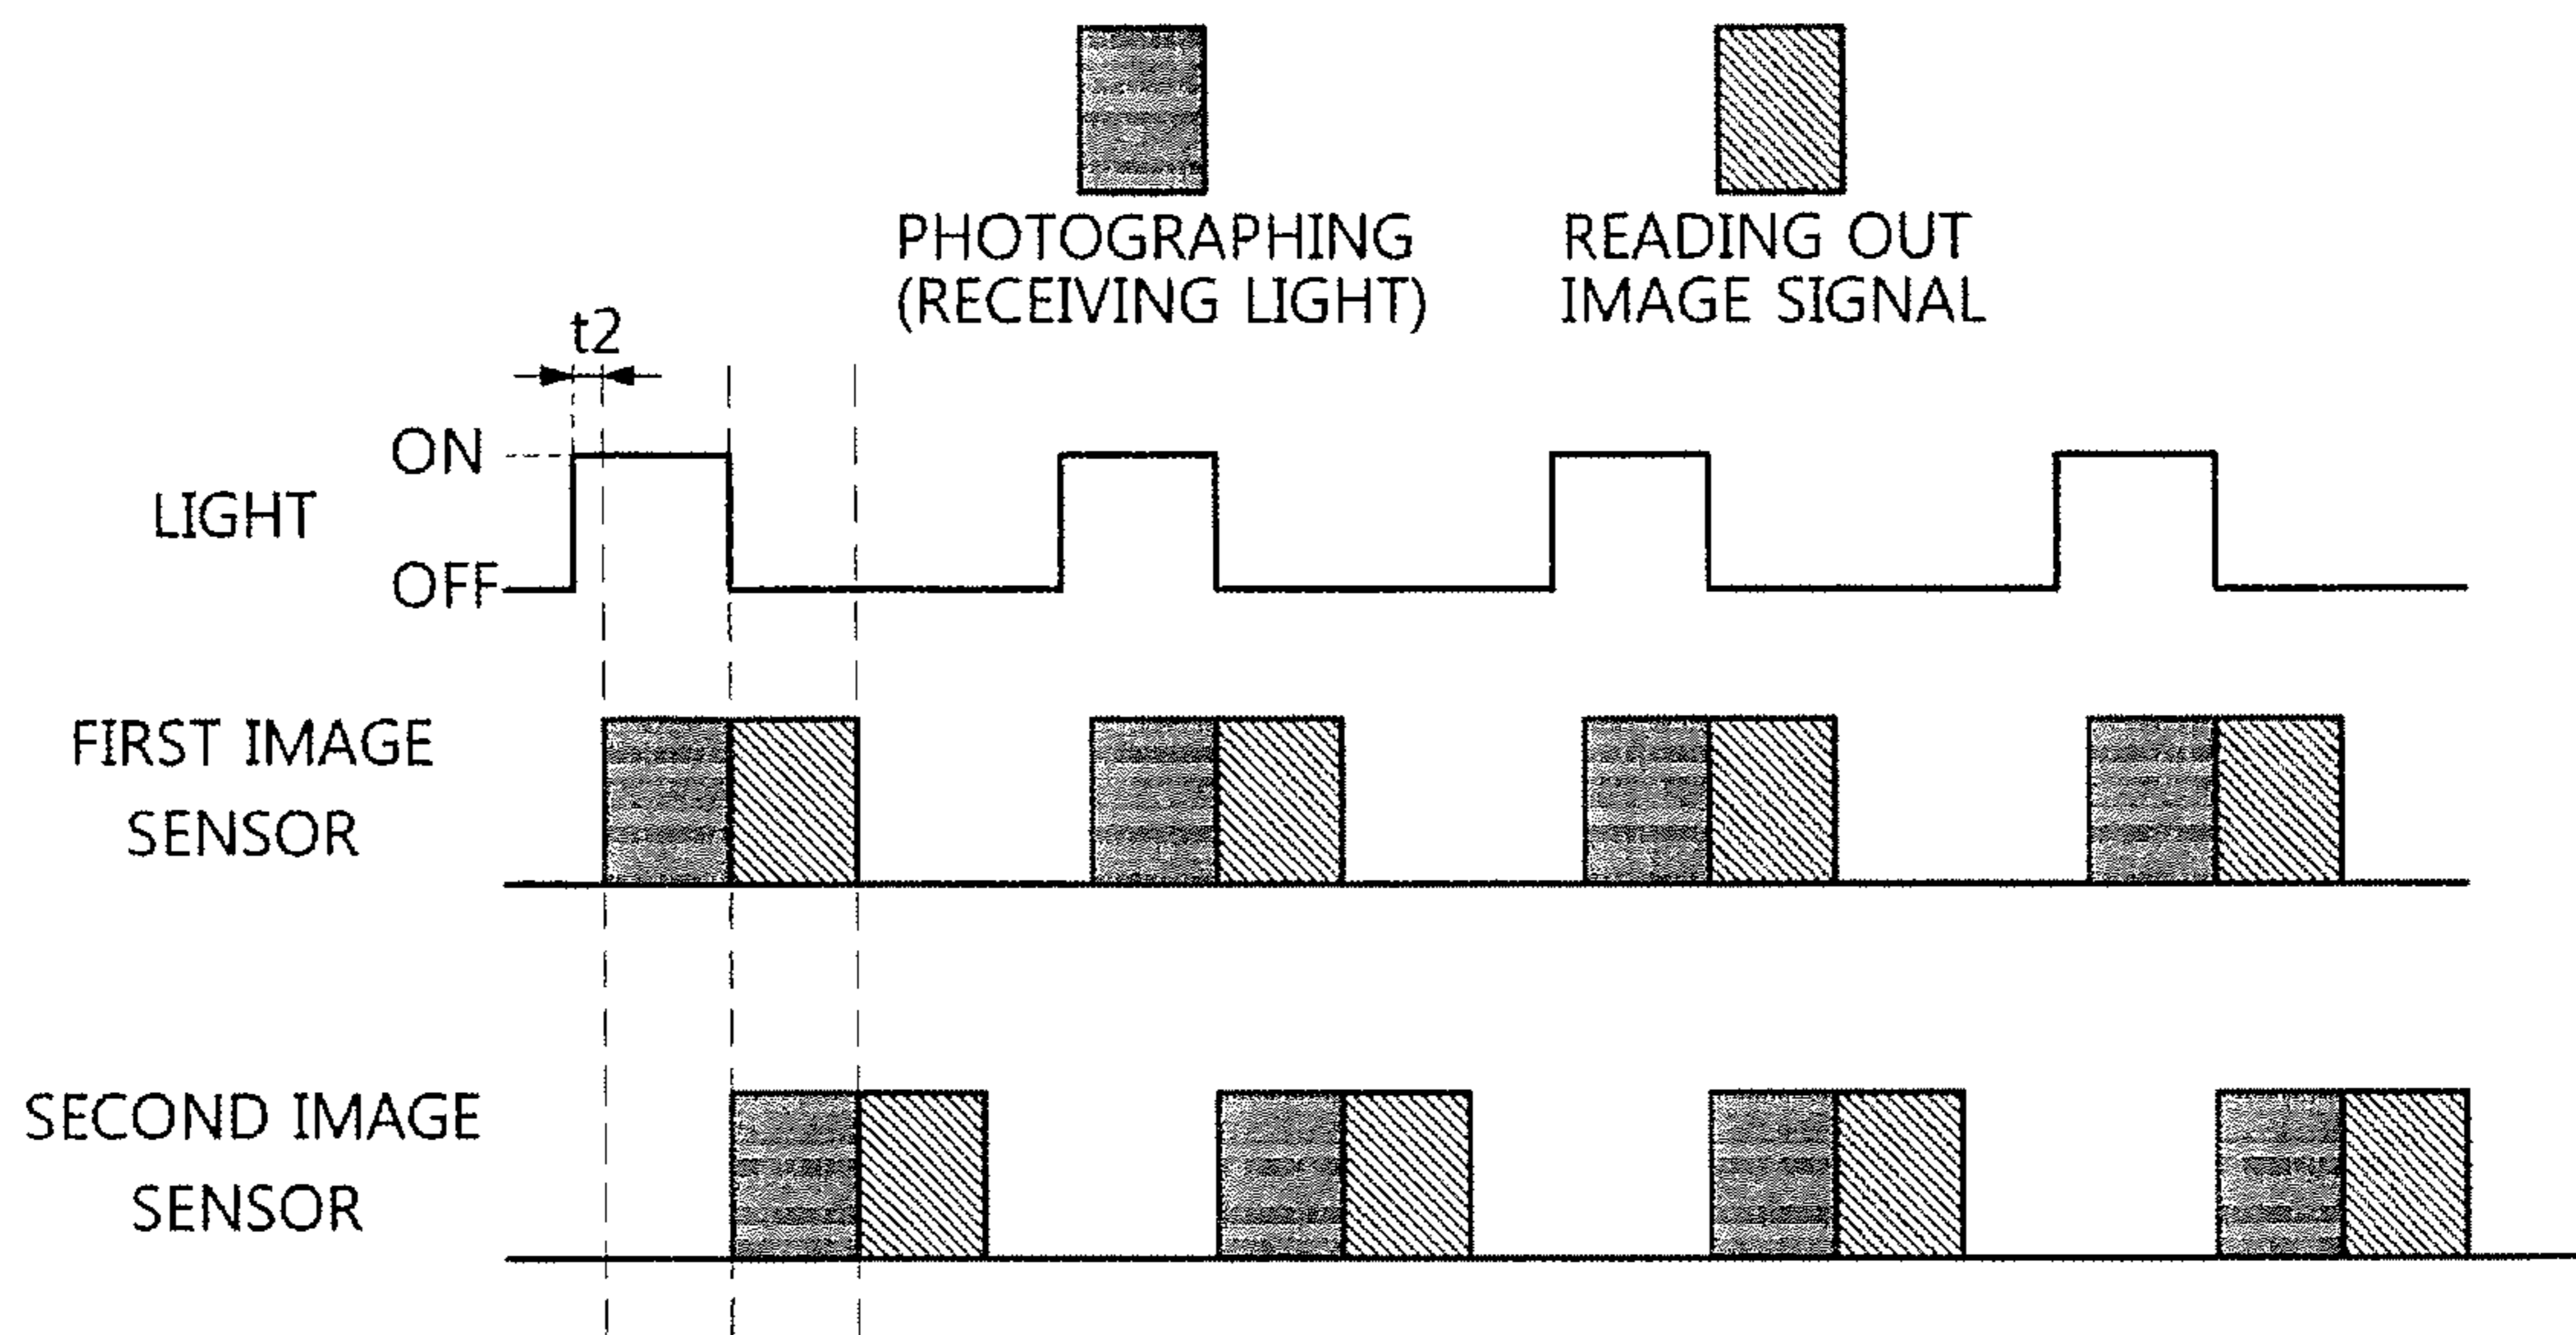 PHOTOGRAPHING
(RECEIVING LIGHT)
READING OUT
IMAGE SIGNAL
t2
ON
LIGHT
OFF
FIRST IMAGE
SENSOR
SECOND IMAGE
SENSOR